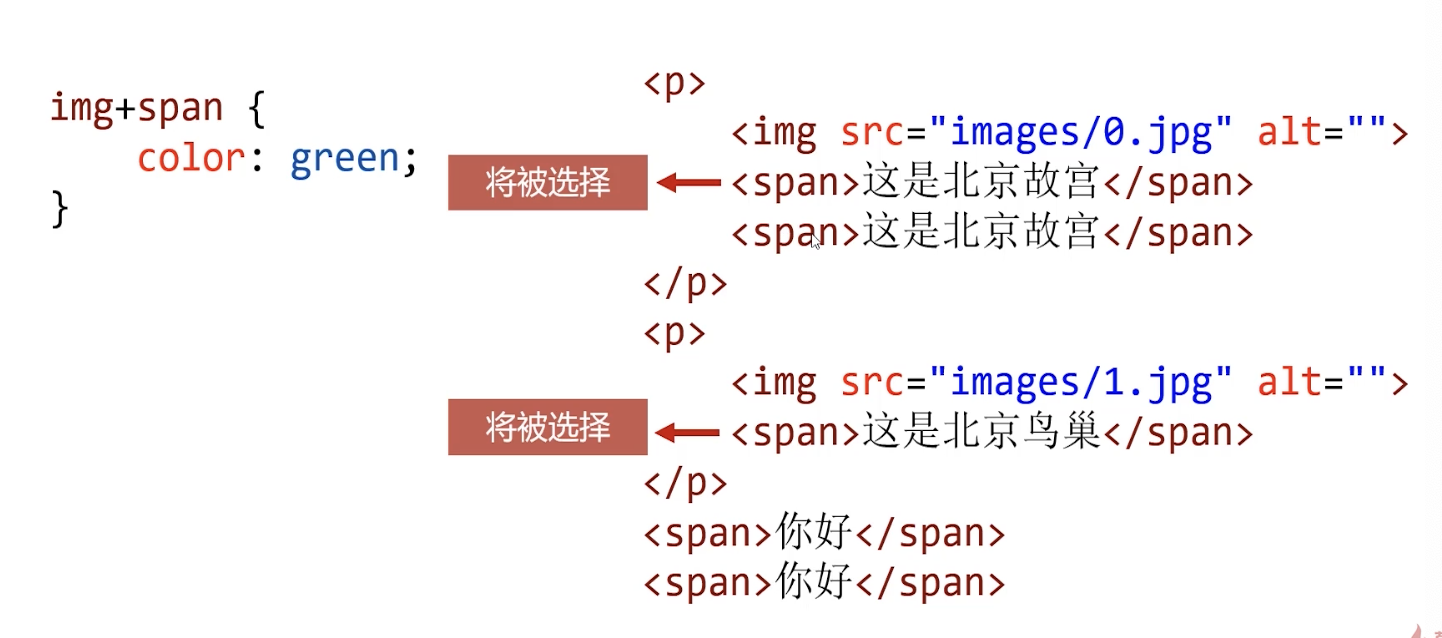 img+span {
    color: green;
}
<p>
    <img src="images/0.jpg" alt="">
将被选择
    <span>这是北京故宫</span>
    <span>这是北京故宫</span>
</p>
<p>
    <img src="images/1.jpg" alt="">
将被选择
    <span>这是北京鸟巢</span>
</p>
<span>你好</span>
<span>你好</span>